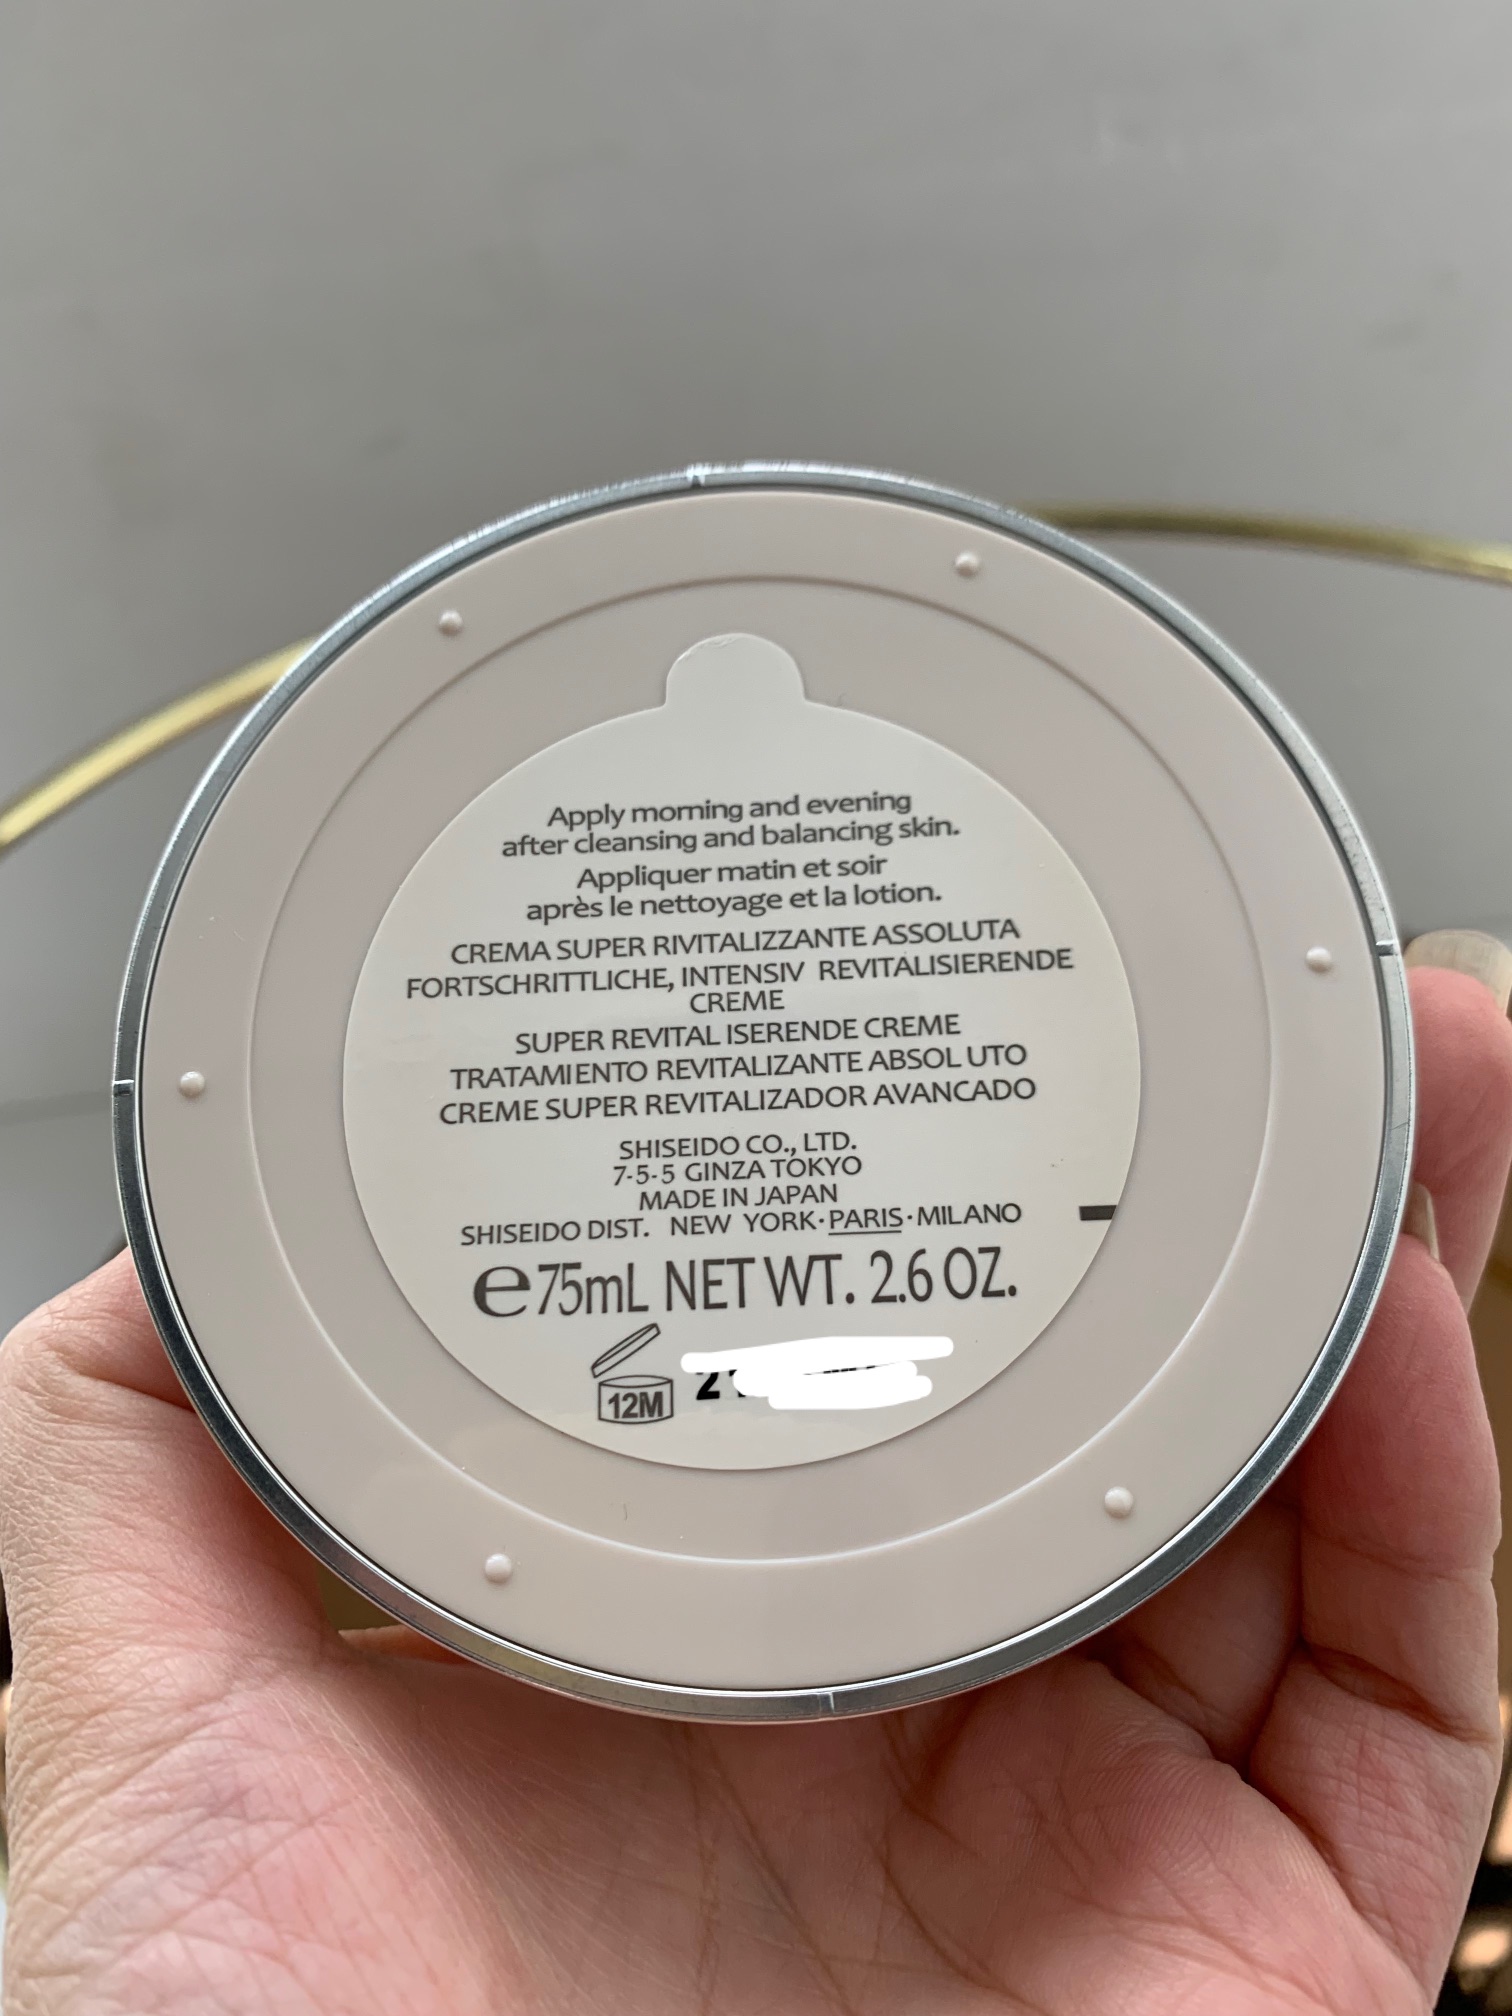 Apply morning and evening
after cleansing and balancing skin.
Appliquer matin et soir
après le nettoyage et la lotion.
CREMA SUPER RIVITALIZZANTE ASSOLUTA
FORTSCHRITTLICHE, INTENSIV REVITALISIERENDE
CREME
SUPER REVITAL ISERENDE CREME
TRATAMIENTO REVITALIZANTE ABSOL UTO
CREME SUPER REVITALIZADOR AVANCADO
SHISEIDO CO., LTD.
7-5-5 GINZA TOKYO
MADE IN JAPAN
SHISEIDO DIST. NEW YORK·PARIS·MILANO
℮75mL NET WT. 2.6 OZ.
12M